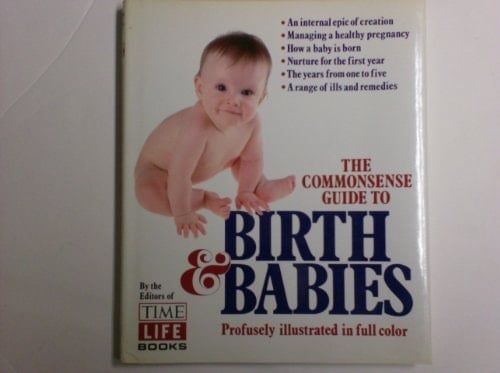 • An internal epic of creation
• Managing a healthy pregnancy
• How a baby is born
• Nurture for the first year
• The years from one to five
• A range of ills and remedies
THE
COMMONSENSE
GUIDE TO
BIRTH
& BABIES
By the
Editors of
TIME
LIFE
BOOKS
Profusely illustrated in full color